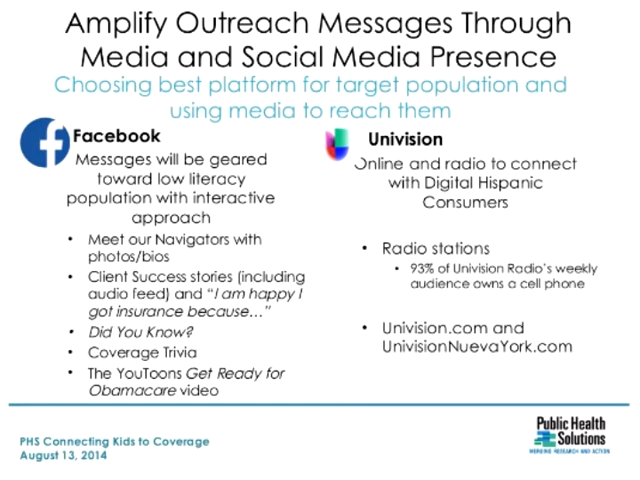 Amplify Outreach Messages Through
Media and Social Media Presence
Choosing best platform for target population and
using media to reach them
Facebook
Messages will be geared
toward low literacy
population with interactive
approach
• Meet our Navigators with
photos/bios
• Client Success stories (including
audio feed) and "I am happy I
got insurance because…"
• Did You Know?
• Coverage Trivia
• The YouToons Get Ready for
Obamacare video
Univision
Online and radio to connect
with Digital Hispanic
Consumers
• Radio stations
• 93% of Univision Radio's weekly
audience owns a cell phone
• Univision.com and
UnivisionNuevaYork.com
PHS Connecting Kids to Coverage
August 13, 2014
Public Health
Solutions
MERGING RESEARCH AND ACTION